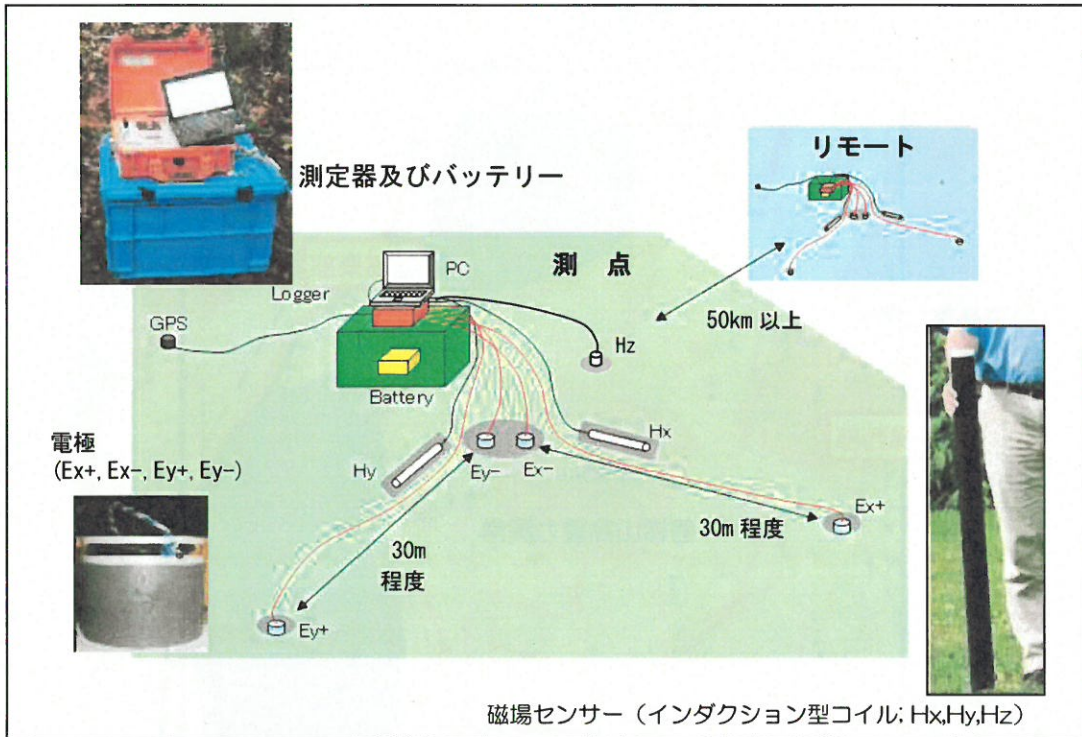 測定器及びバッテリー
リモート
PC
測 点
Logger
GPS
50km 以上
Hz
Battery
電極
(Ex+, Ex-, Ey+, Ey-)
Hy
Hx
Ey-
Ex-
Ex+
30m 程度
30m
程度
Ey+
磁場センサー(インダクション型コイル; Hx,Hy,Hz)